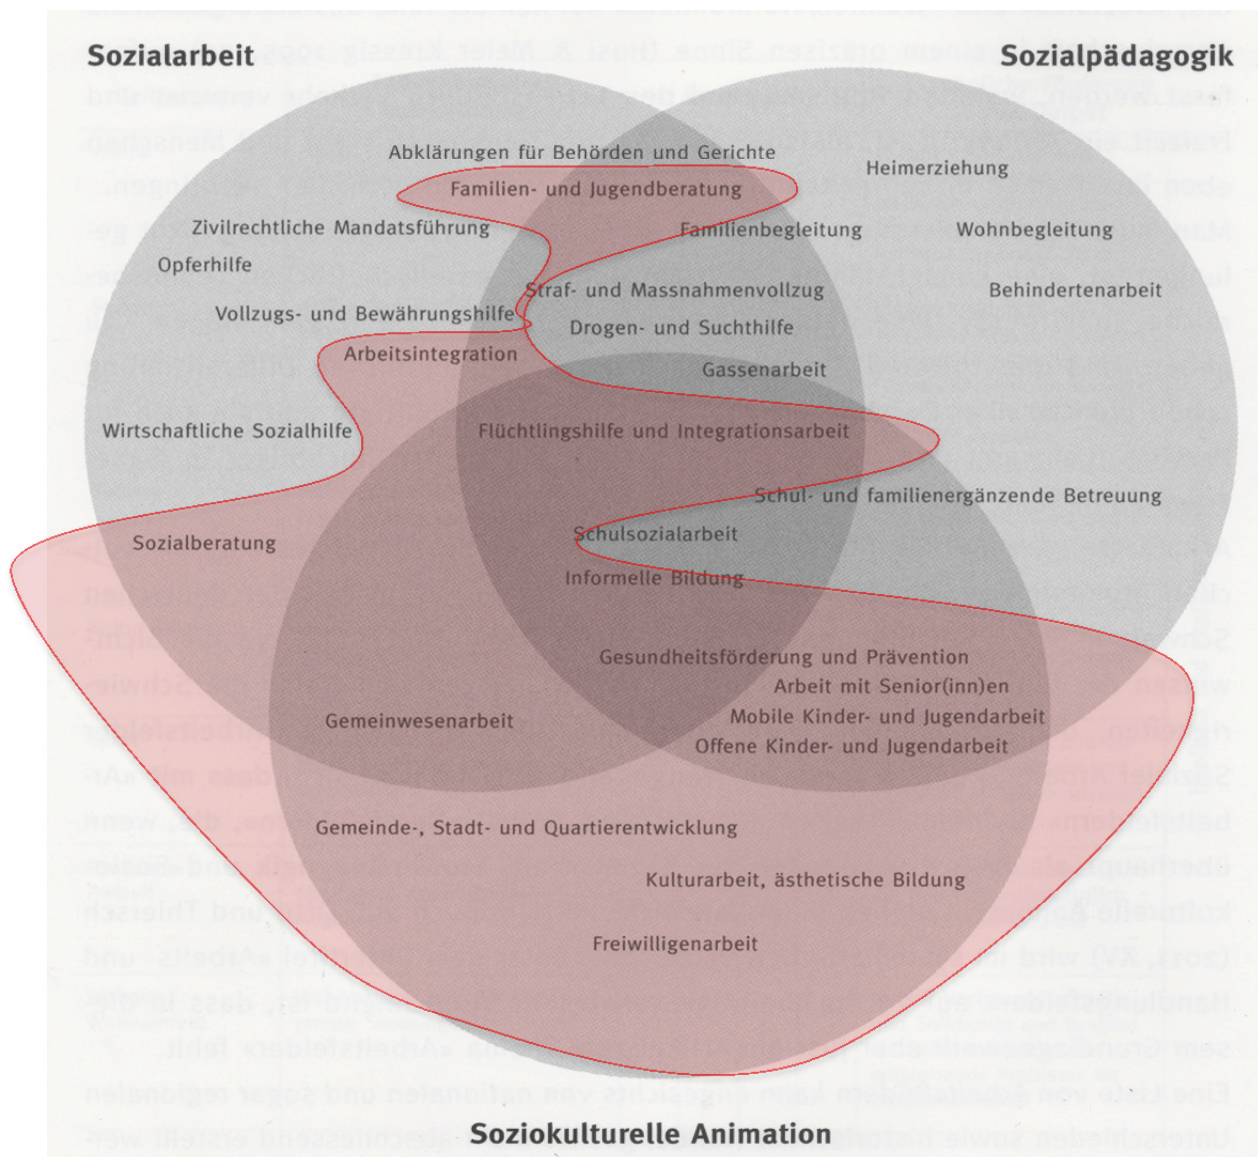 Sozialarbeit
Sozialpädagogik
Abklärungen für Behörden und Gerichte
Heimerziehung
Familien- und Jugendberatung
Zivilrechtliche Mandatsführung
Familienbegleitung
Wohnbegleitung
Opferhilfe
Straf- und Massnahmenvollzug
Behindertenarbeit
Vollzugs- und Bewährungshilfe
Drogen- und Suchthilfe
Arbeitsintegration
Gassenarbeit
Wirtschaftliche Sozialhilfe
Flüchtlingshilfe und Integrationsarbeit
Schul- und familienergänzende Betreuung
Schulsozialarbeit
Sozialberatung
Informelle Bildung
Gesundheitsförderung und Prävention
Arbeit mit Senior(inn)en
Gemeinwesenarbeit
Mobile Kinder- und Jugendarbeit
Offene Kinder- und Jugendarbeit
Gemeinde-, Stadt- und Quartierentwicklung
Kulturarbeit, ästhetische Bildung
Freiwilligenarbeit
Soziokulturelle Animation